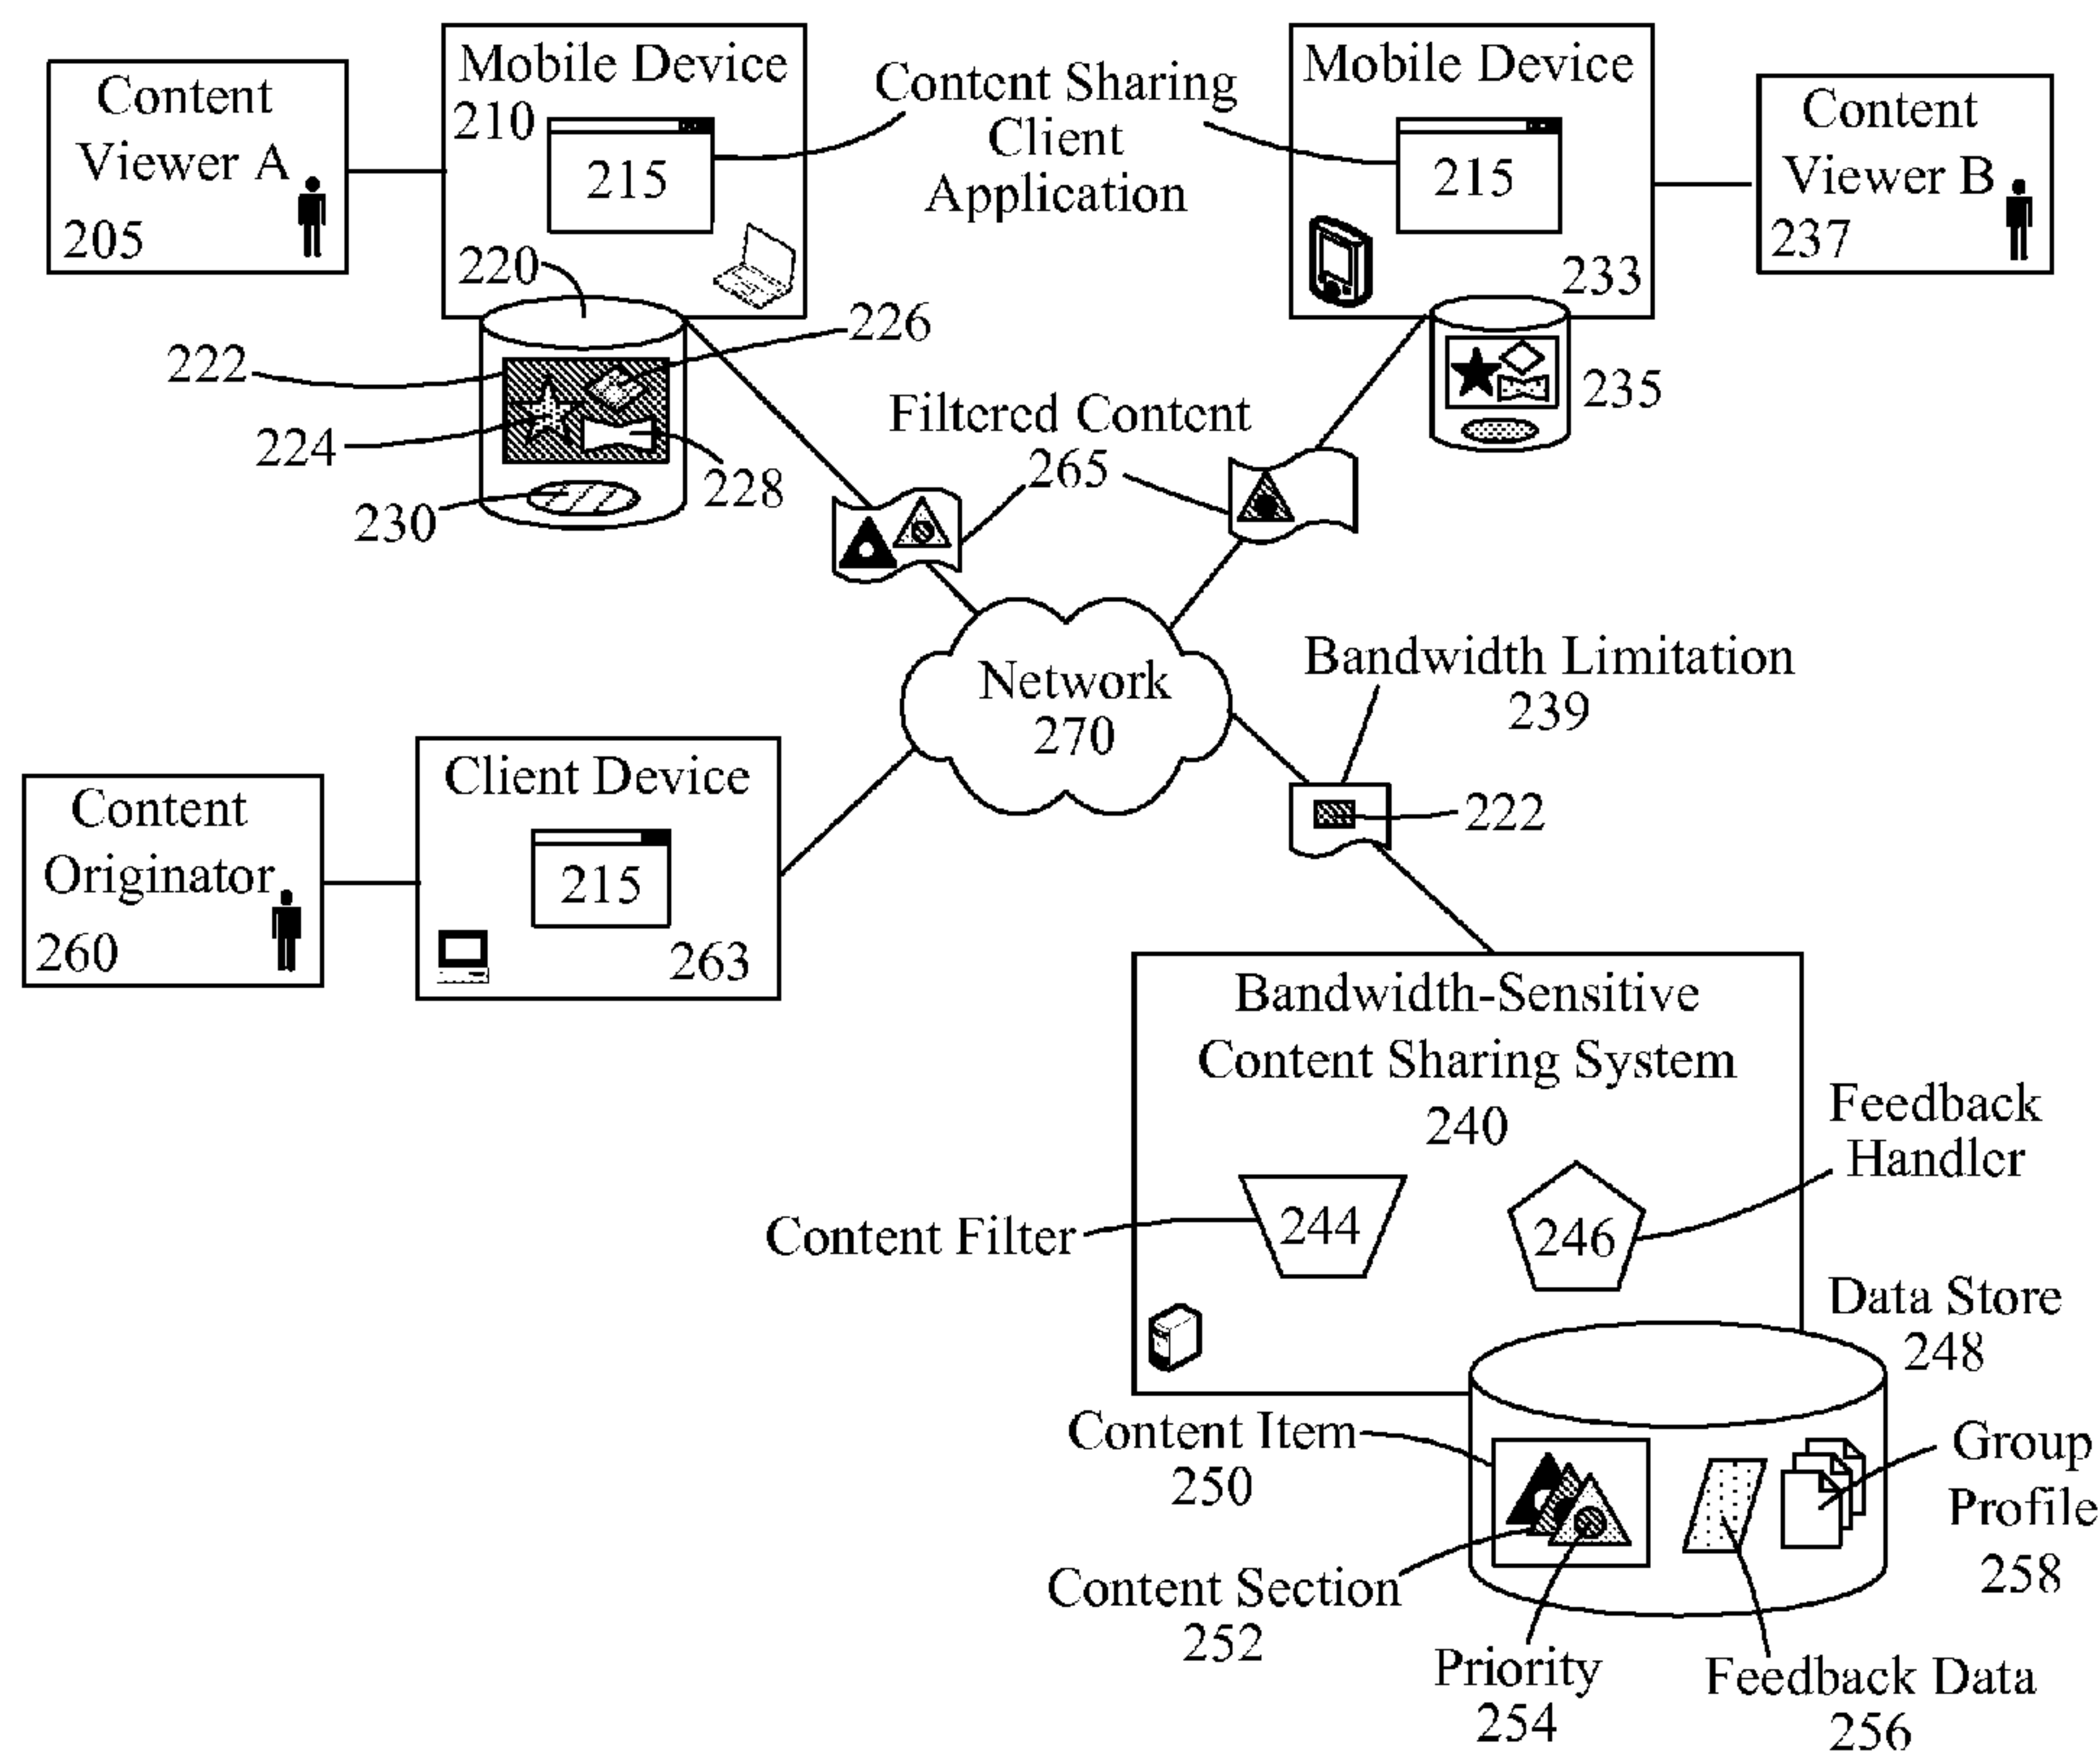 Content
Viewer A
205
Mobile Device
210
215
Content Sharing
Client
Application
Mobile Device
215
233
Content
Viewer B
237
220
222
224
226
228
230
235
Filtered Content
265
Network
270
Bandwidth Limitation
239
222
Content
Originator
260
Client Device
215
263
Bandwidth-Sensitive
Content Sharing System
240
Content Filter
244
246
Feedback
Handler
Data Store
248
Content Item
250
Content Section
252
Priority
254
Feedback Data
256
Group
Profile
258